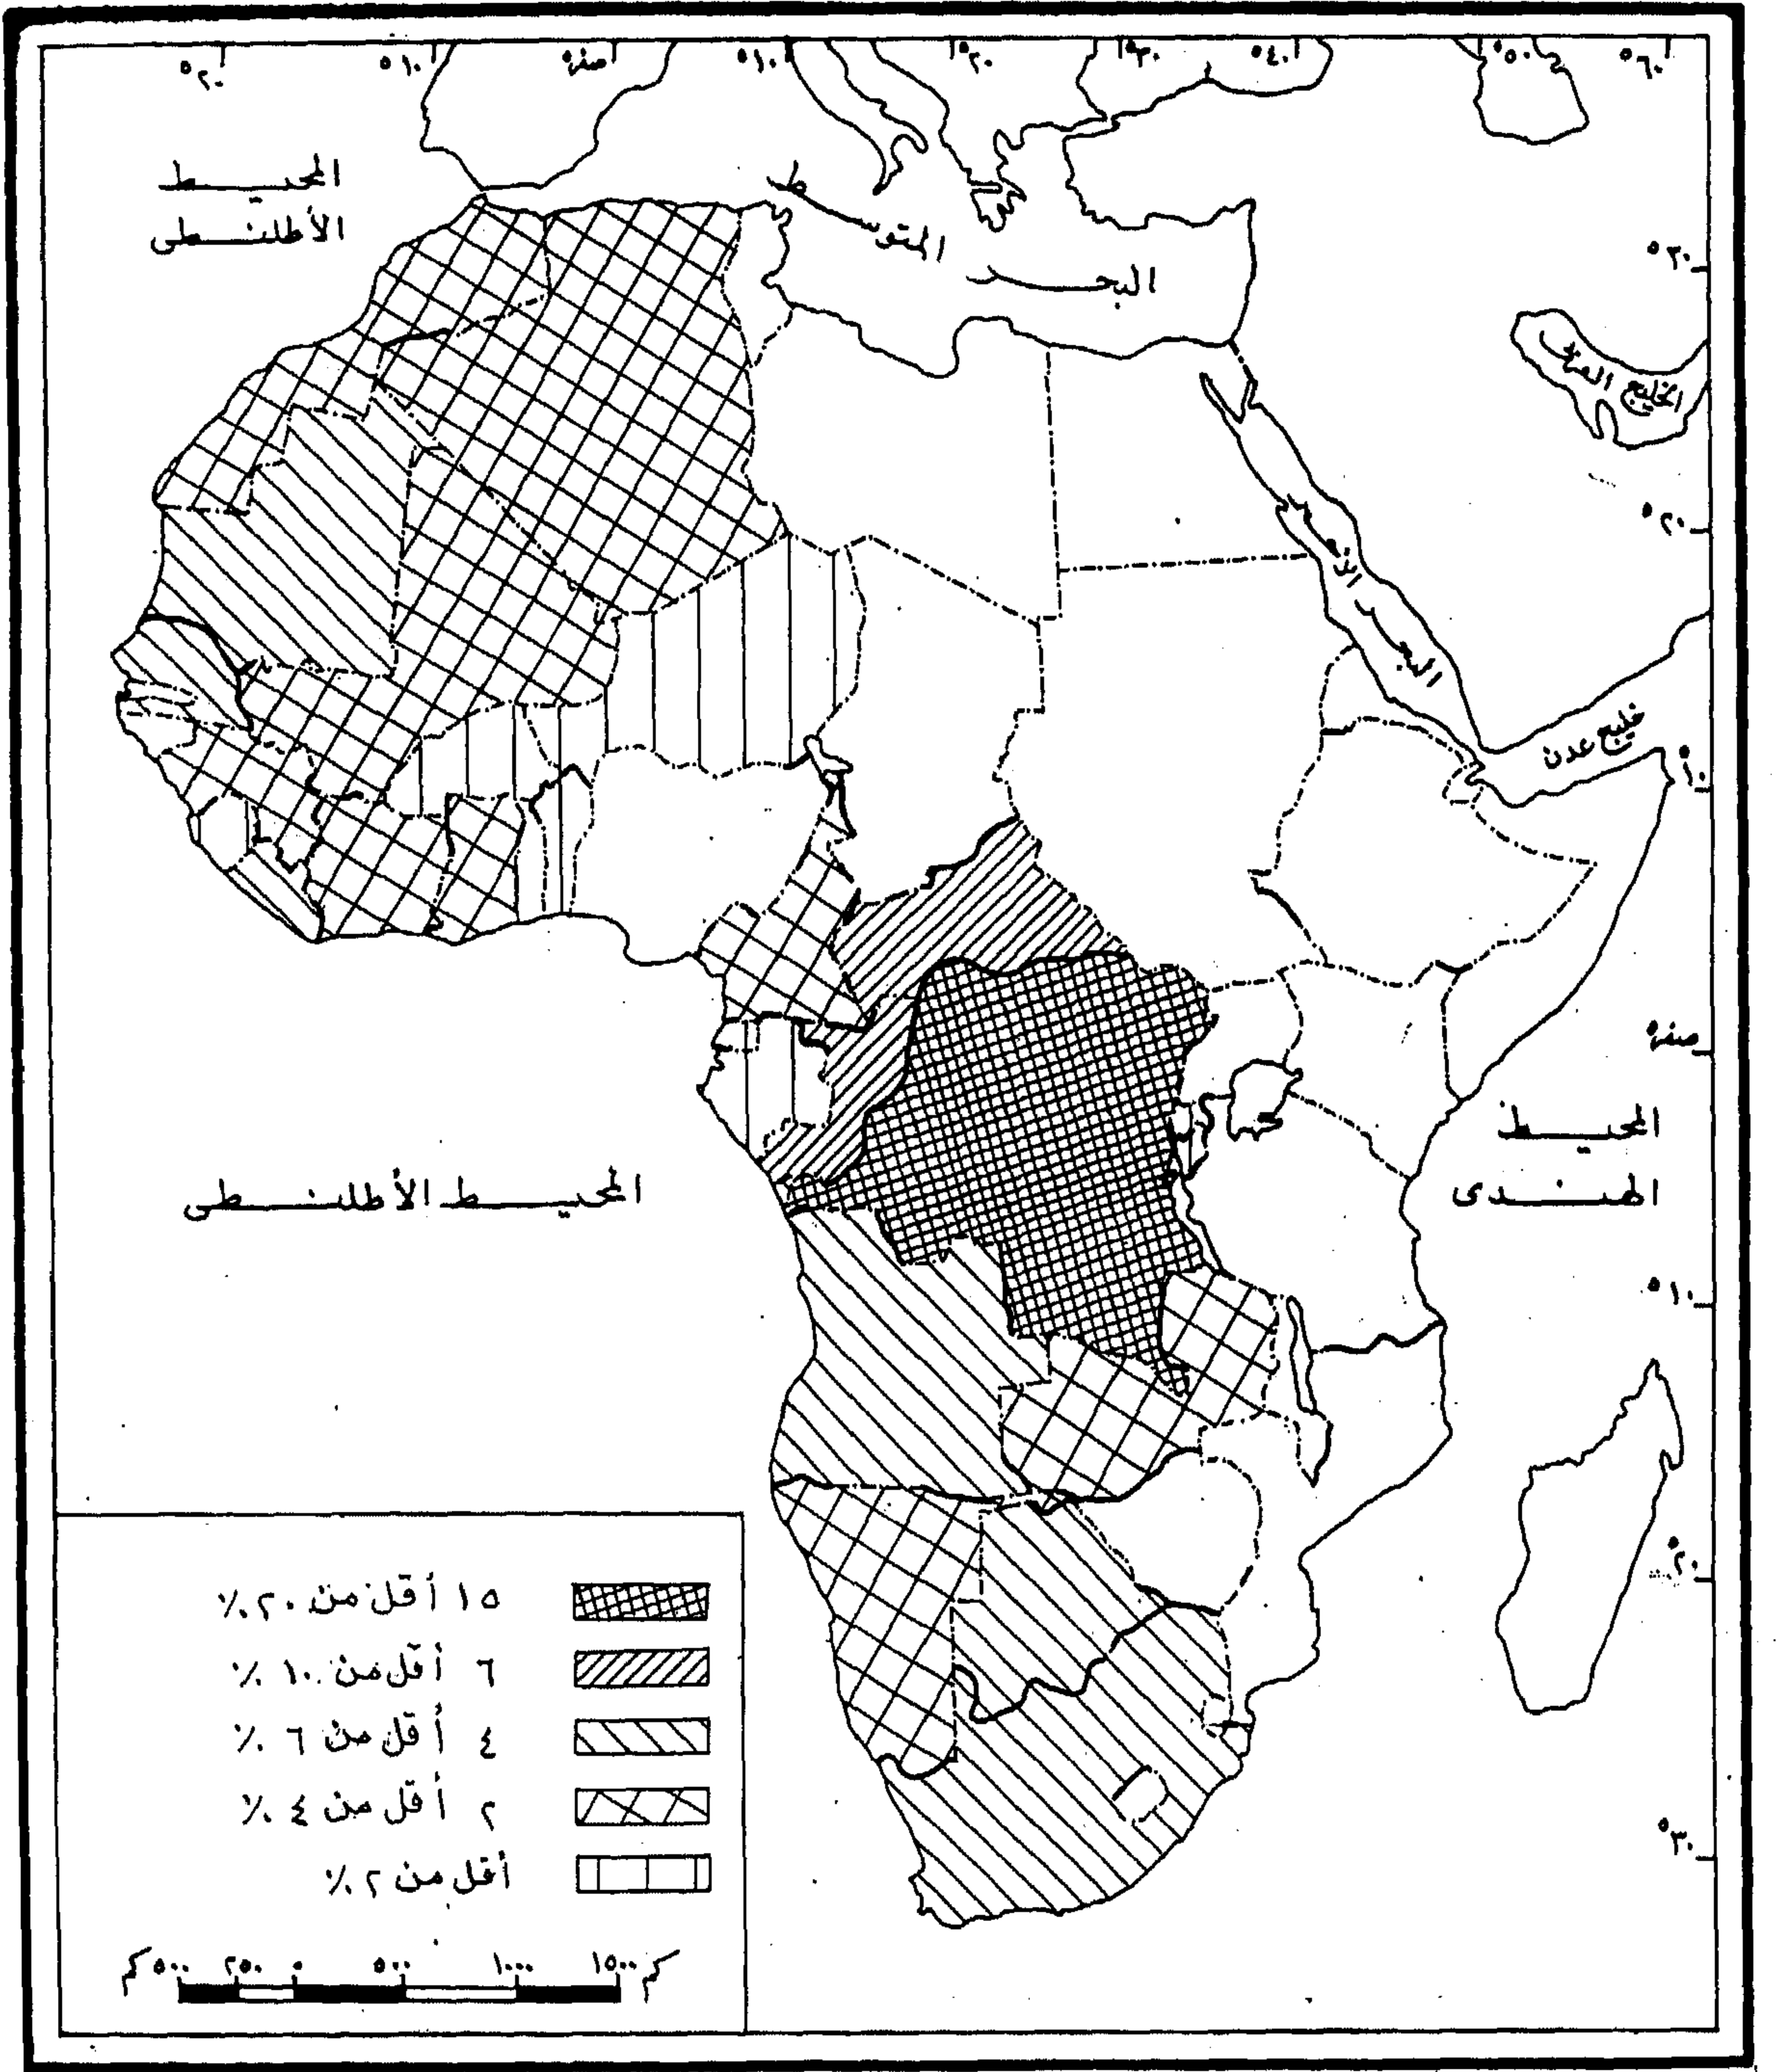 °٢٠ °١٠ صفر° °١٠ °٢٠ °٣٠ °٤٠ °٥٠ °٦٠
المحيط
الأطلنطى
البحر المتوسط
°٣٠
الخليج العربى
°٢٠
البحر الأحمر
خليج عدن
°١٠
صفر°
المحيط
الهندى
المحيط الأطلنطى
°١٠
°٢٠
°٣٠
١٥ أقل من ٢٠٪
٦ أقل من ١٠٪
٤ أقل من ٦٪
٢ أقل من ٤٪
أقل من ٢٪
كم ٥٠٠ ٢٥٠ ٠ ٥٠٠ ١٠٠٠ ١٥٠٠ كم